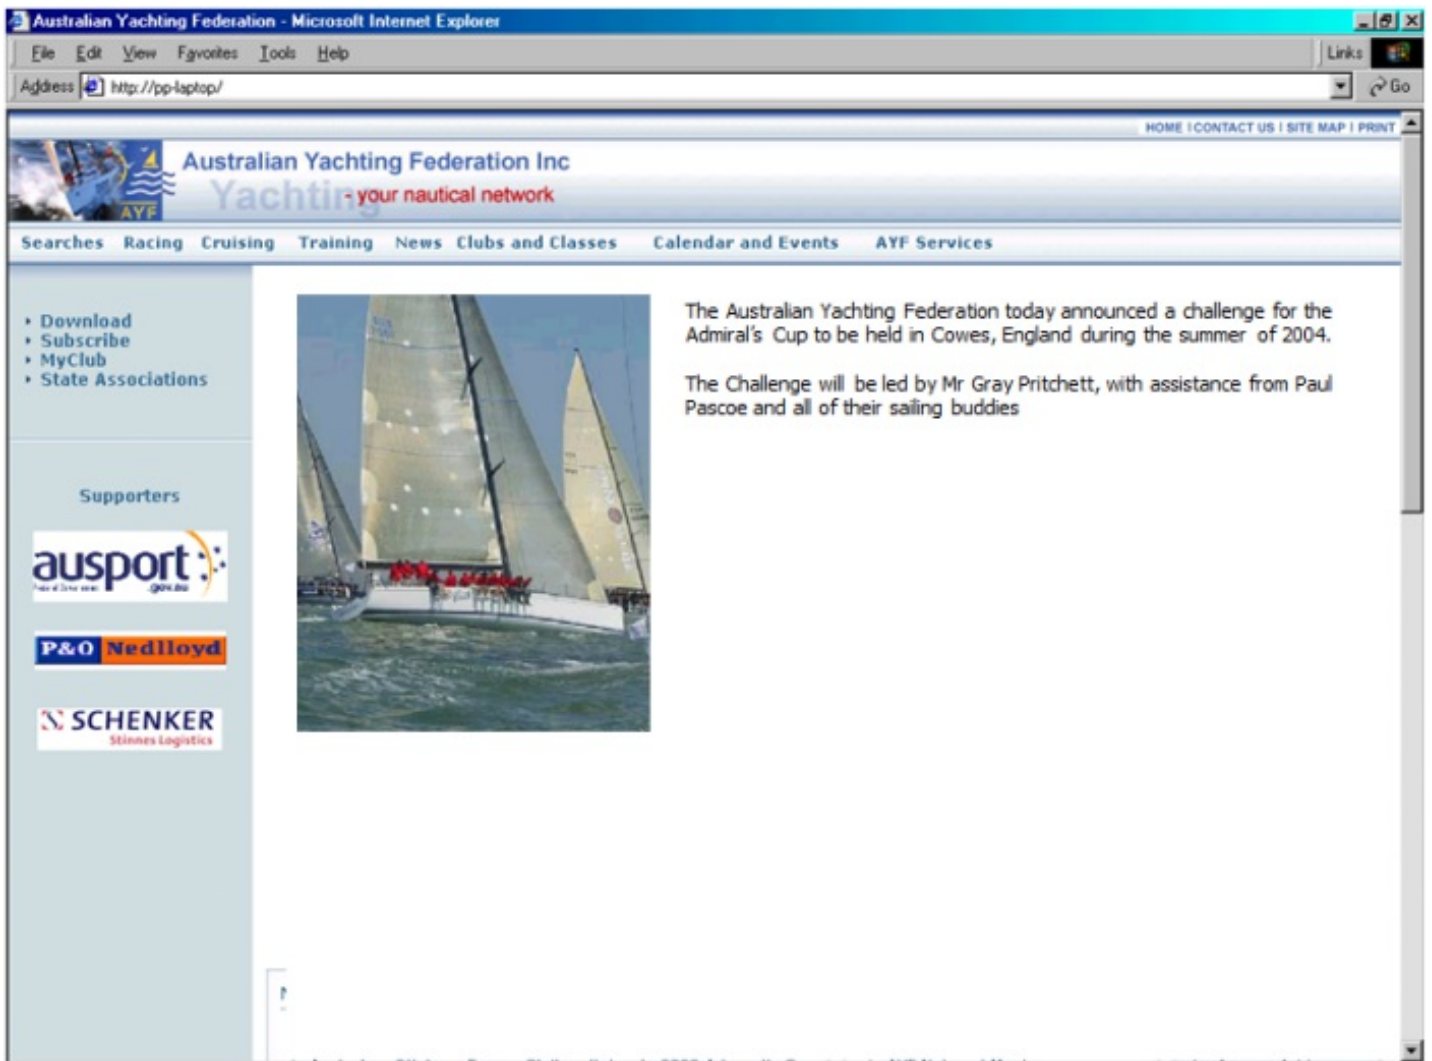 Australian Yachting Federation - Microsoft Internet Explorer
File Edit View Favorites Tools Help
Links
Address http://pp-laptop/
Go
HOME | CONTACT US | SITE MAP | PRINT
AYF
Australian Yachting Federation Inc
Yachting
- your nautical network
Searches Racing Cruising Training News Clubs and Classes Calendar and Events AYF Services
Download
Subscribe
MyClub
State Associations
Supporters
ausport
.gov.au
P&O Nedlloyd
SCHENKER
Stinnes Logistics
The Australian Yachting Federation today announced a challenge for the
Admiral's Cup to be held in Cowes, England during the summer of 2004.
The Challenge will be led by Mr Gray Pritchett, with assistance from Paul
Pascoe and all of their sailing buddies